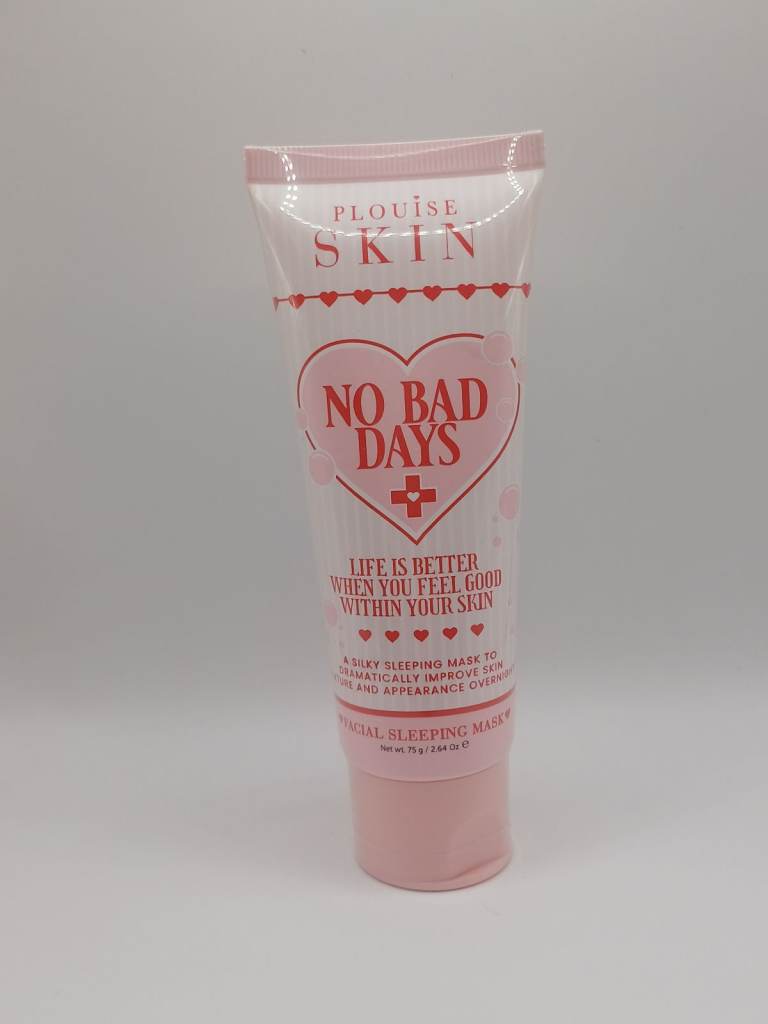 PLOUISE
SKIN
NO BAD
DAYS
LIFE IS BETTER
WHEN YOU FEEL GOOD
WITHIN YOUR SKIN
A SILKY SLEEPING MASK TO
DRAMATICALLY IMPROVE SKIN
AND APPEARANCE OVERNIGHT
FACIAL SLEEPING MASK
Net wt. 75 g / 2.64 Oz ℮